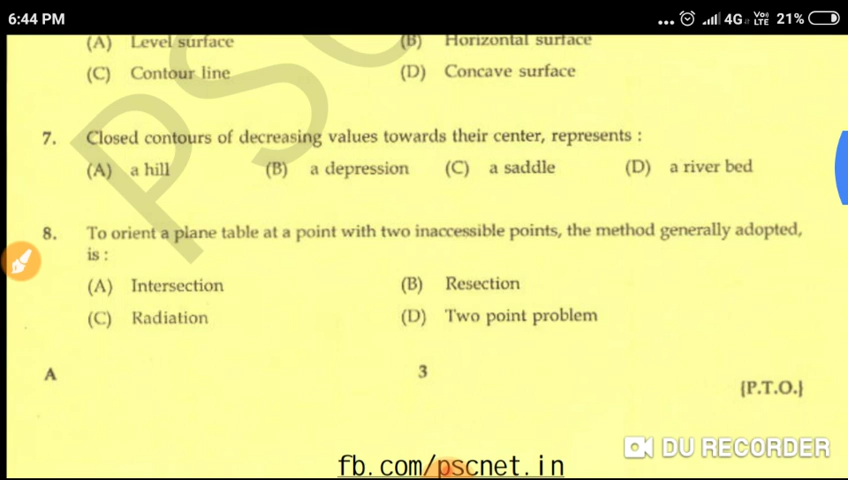 6:44 PM ... 4G Vo) LTE 21%
(A) Level surface (B) Horizontal surface
(C) Contour line (D) Concave surface
PSC
7. Closed contours of decreasing values towards their center, represents :
(A) a hill (B) a depression (C) a saddle (D) a river bed
8. To orient a plane table at a point with two inaccessible points, the method generally adopted,
is :
(A) Intersection (B) Resection
(C) Radiation (D) Two point problem
A 3 {P.T.O.}
DU RECORDER
fb.com/pscnet.in